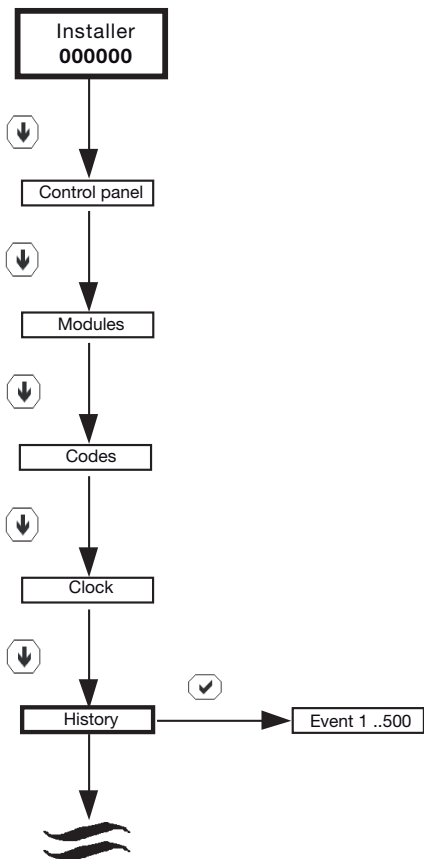 Installer
000000
Control panel
Modules
Codes
Clock
History
Event 1 ..500